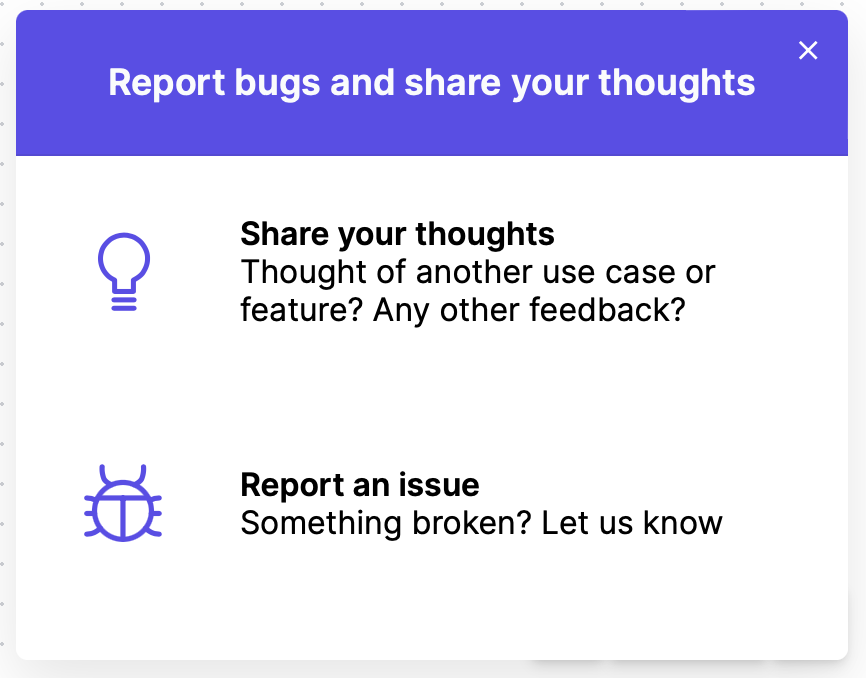 Report bugs and share your thoughts
Share your thoughts
Thought of another use case or
feature? Any other feedback?
Report an issue
Something broken? Let us know